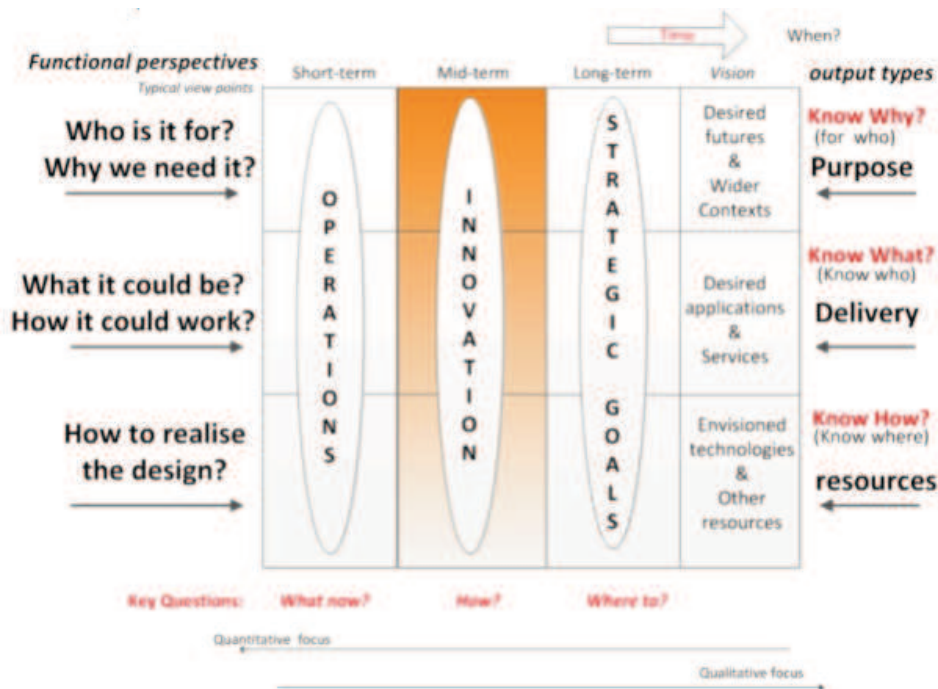 Time
When?
Functional perspectives
Typical view points
Short-term
Mid-term
Long-term
Vision
output types
Who is it for?
Why we need it?
OPERATIONS
INNOVATION
STRATEGIC GOALS
Desired
futures
&
Wider
Contexts
Know Why?
(for who)
Purpose
What it could be?
How it could work?
Desired
applications
&
Services
Know What?
(Know who)
Delivery
How to realise
the design?
Envisioned
technologies
&
Other
resources
Know How?
(Know where)
resources
Key Questions:
What now?
How?
Where to?
Quantitative focus
Qualitative focus